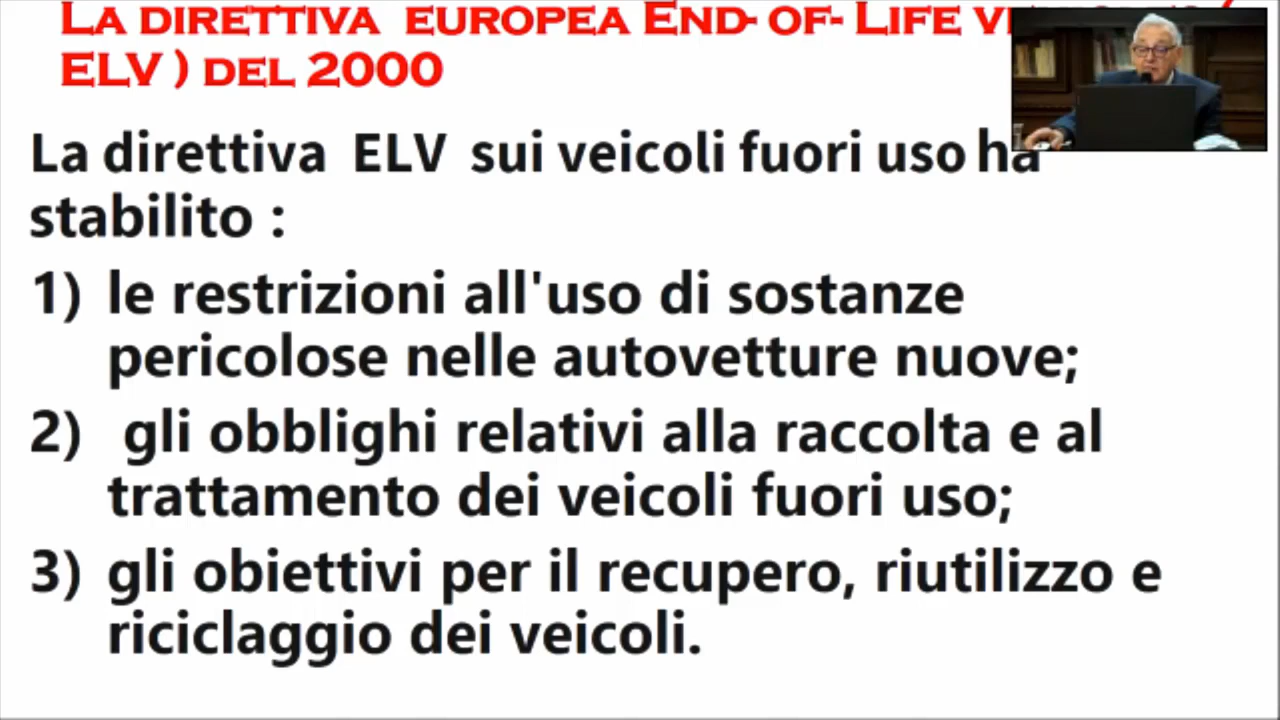 LA DIRETTIVA EUROPEA END-OF-LIFE (
ELV ) DEL 2000
La direttiva ELV sui veicoli fuori uso ha
stabilito :
1) le restrizioni all'uso di sostanze
pericolose nelle autovetture nuove;
2) gli obblighi relativi alla raccolta e al
trattamento dei veicoli fuori uso;
3) gli obiettivi per il recupero, riutilizzo e
riciclaggio dei veicoli.